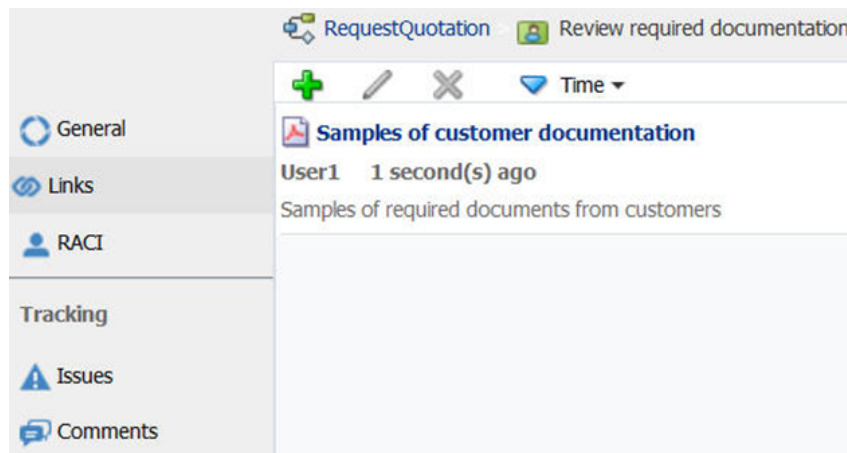 RequestQuotation
Review required documentation
Time
General
Links
RACI
Tracking
Issues
Comments
Samples of customer documentation
User1 1 second(s) ago
Samples of required documents from customers